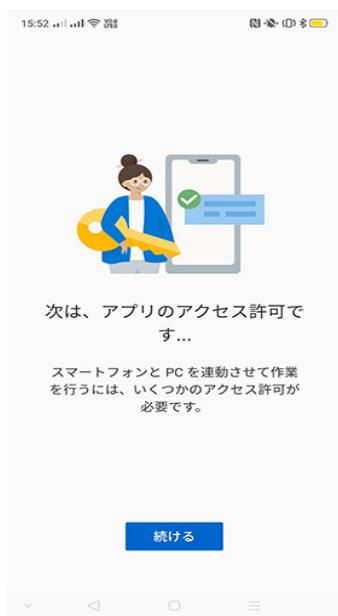 15:52
次は、アプリのアクセス許可で
す...
スマートフォンと PC を連動させて作業
を行うには、いくつかのアクセス許可が
必要です。
続ける